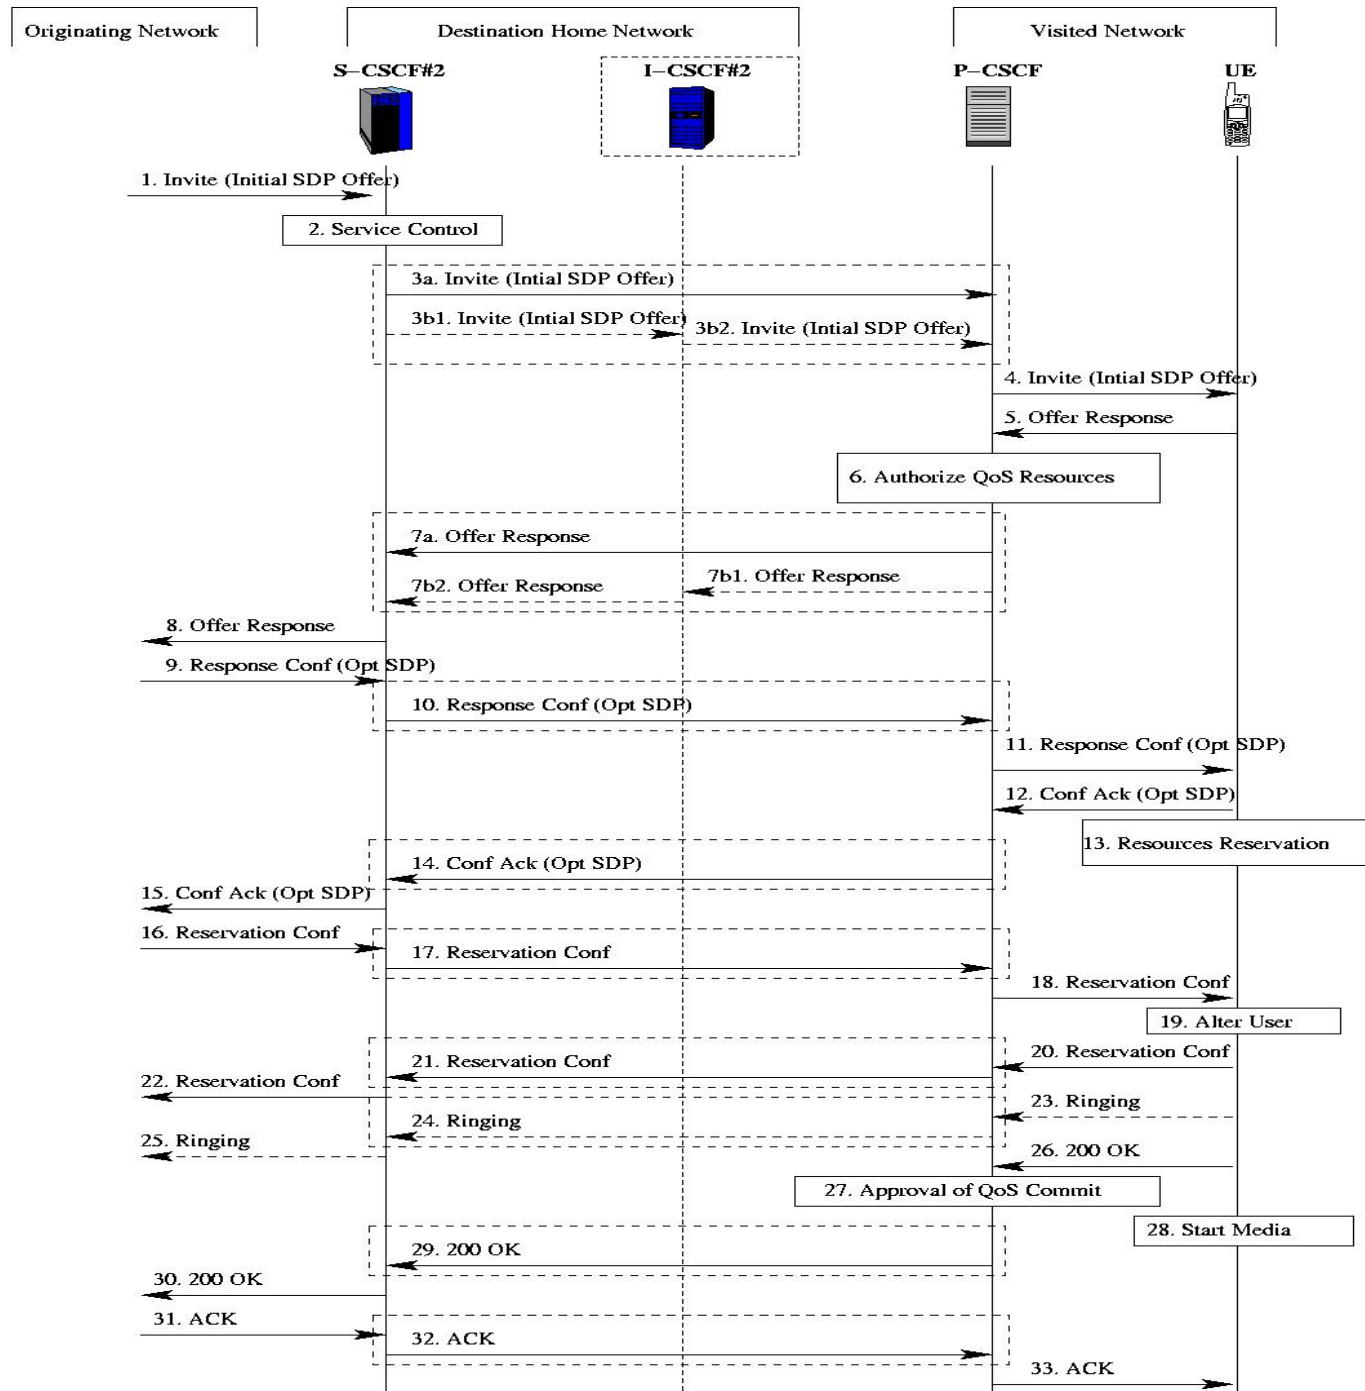 Originating Network
Destination Home Network
Visited Network
S-CSCF#2
I-CSCF#2
P-CSCF
UE
1. Invite (Initial SDP Offer)
2. Service Control
3a. Invite (Intial SDP Offer)
3b1. Invite (Intial SDP Offer)
3b2. Invite (Intial SDP Offer)
4. Invite (Intial SDP Offer)
5. Offer Response
6. Authorize QoS Resources
7a. Offer Response
7b1. Offer Response
7b2. Offer Response
8. Offer Response
9. Response Conf (Opt SDP)
10. Response Conf (Opt SDP)
11. Response Conf (Opt SDP)
12. Conf Ack (Opt SDP)
13. Resources Reservation
14. Conf Ack (Opt SDP)
15. Conf Ack (Opt SDP)
16. Reservation Conf
17. Reservation Conf
18. Reservation Conf
19. Alter User
20. Reservation Conf
21. Reservation Conf
22. Reservation Conf
23. Ringing
24. Ringing
25. Ringing
26. 200 OK
27. Approval of QoS Commit
28. Start Media
29. 200 OK
30. 200 OK
31. ACK
32. ACK
33. ACK